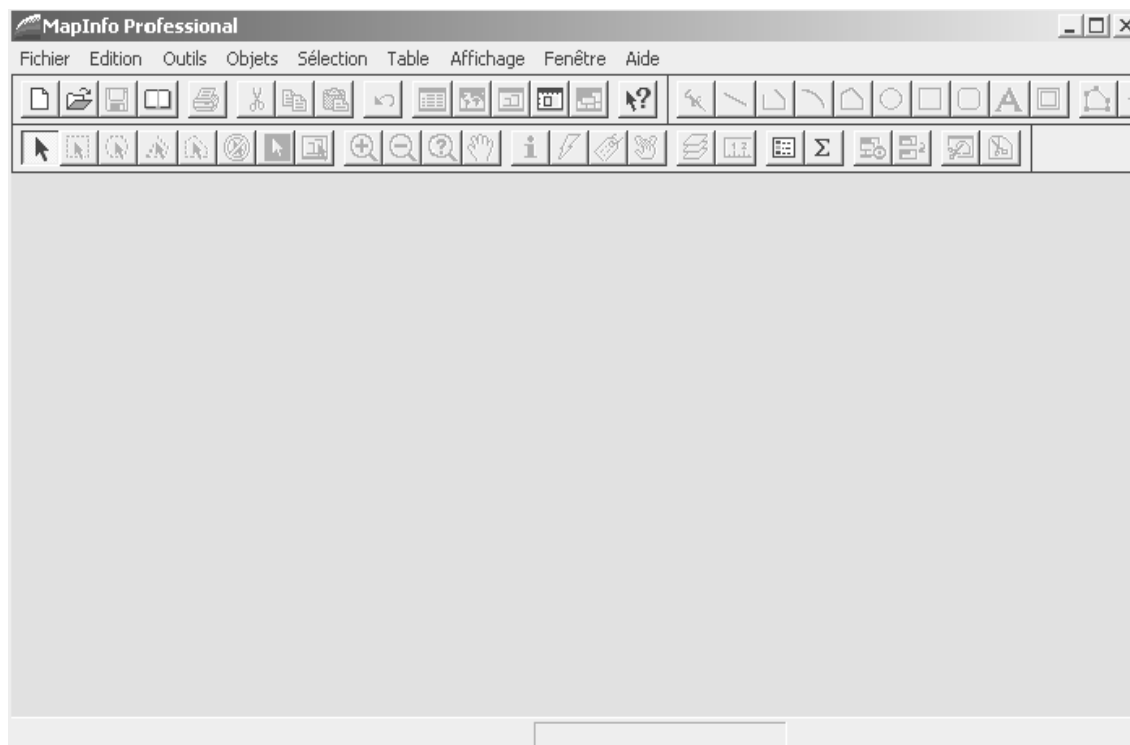 MapInfo Professional
Fichier Edition Outils Objets Sélection Table Affichage Fenêtre Aide